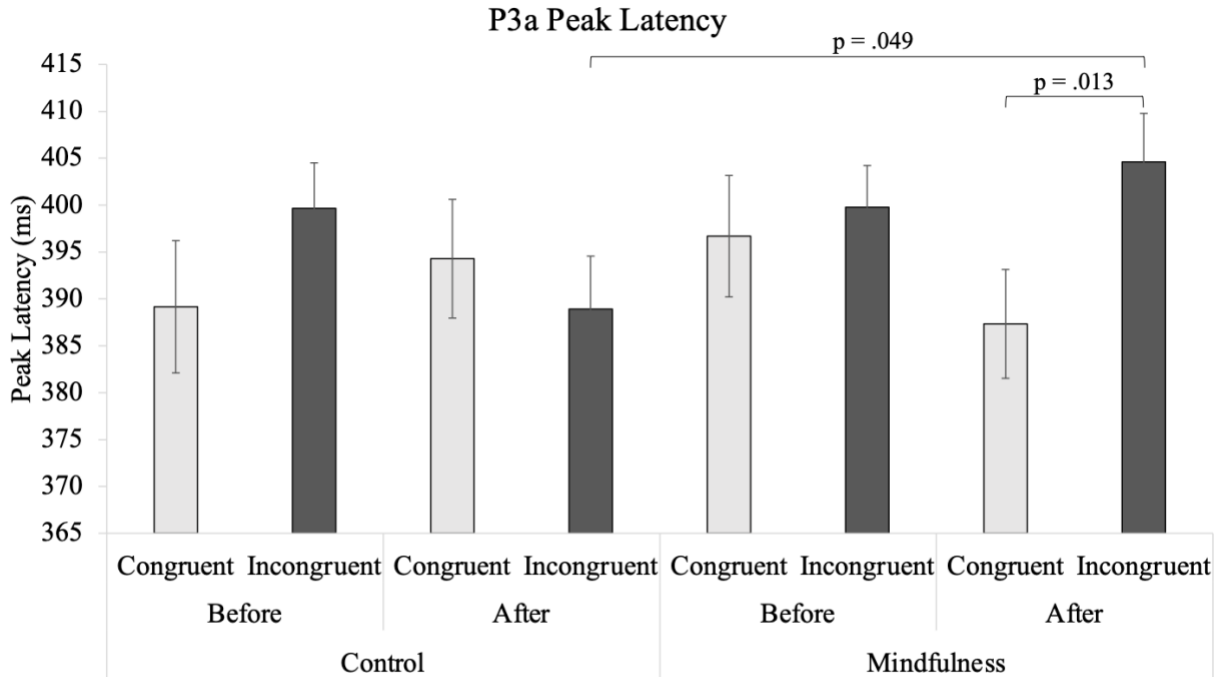 P3a Peak Latency
p = .049
p = .013
Peak Latency (ms)
415
410
405
400
395
390
385
380
375
370
365
Congruent Incongruent Congruent Incongruent Congruent Incongruent Congruent Incongruent
Before After Before After
Control Mindfulness